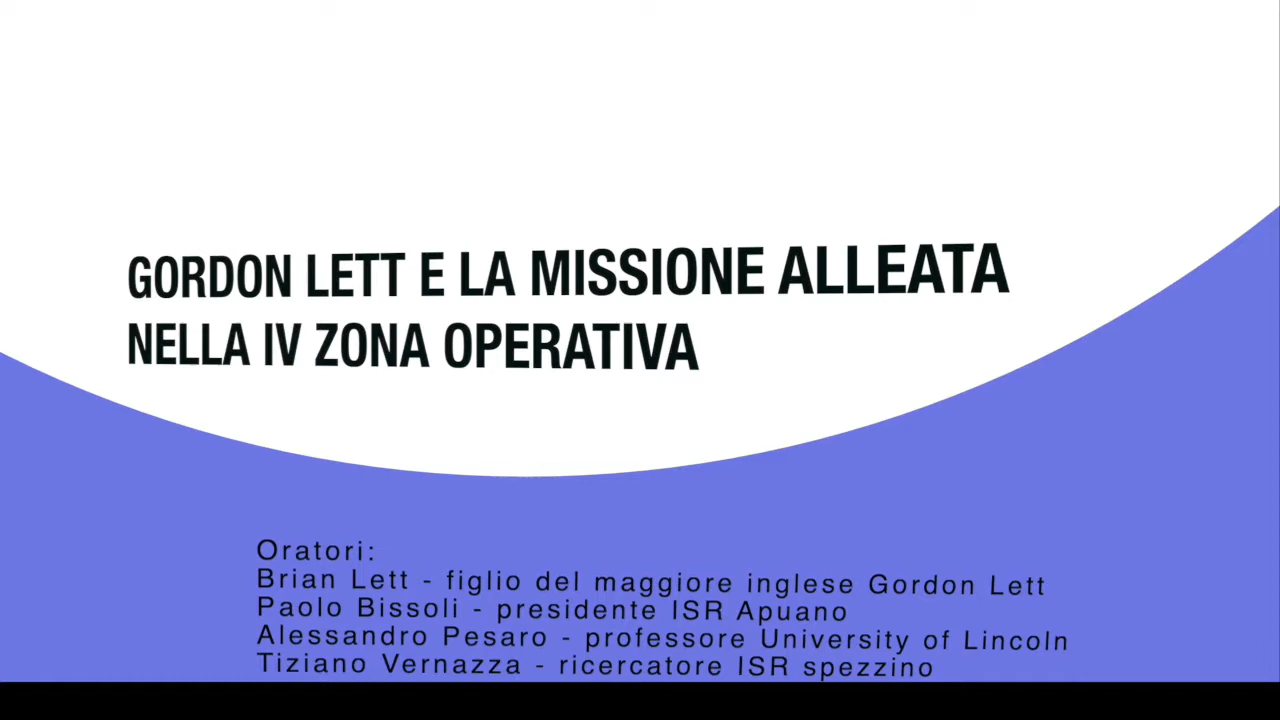 GORDON LETT E LA MISSIONE ALLEATA
NELLA IV ZONA OPERATIVA
Oratori:
Brian Lett - figlio del maggiore inglese Gordon Lett
Paolo Bissoli - presidente ISR Apuano
Alessandro Pesaro - professore University of Lincoln
Tiziano Vernazza - ricercatore ISR spezzino